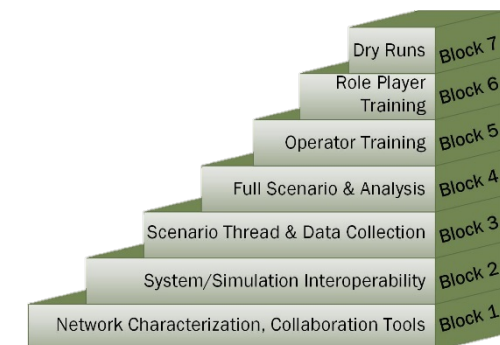 Dry Runs Block 7
Role Player
Training Block 6
Operator Training Block 5
Full Scenario & Analysis Block 4
Scenario Thread & Data Collection Block 3
System/Simulation Interoperability Block 2
Network Characterization, Collaboration Tools Block 1